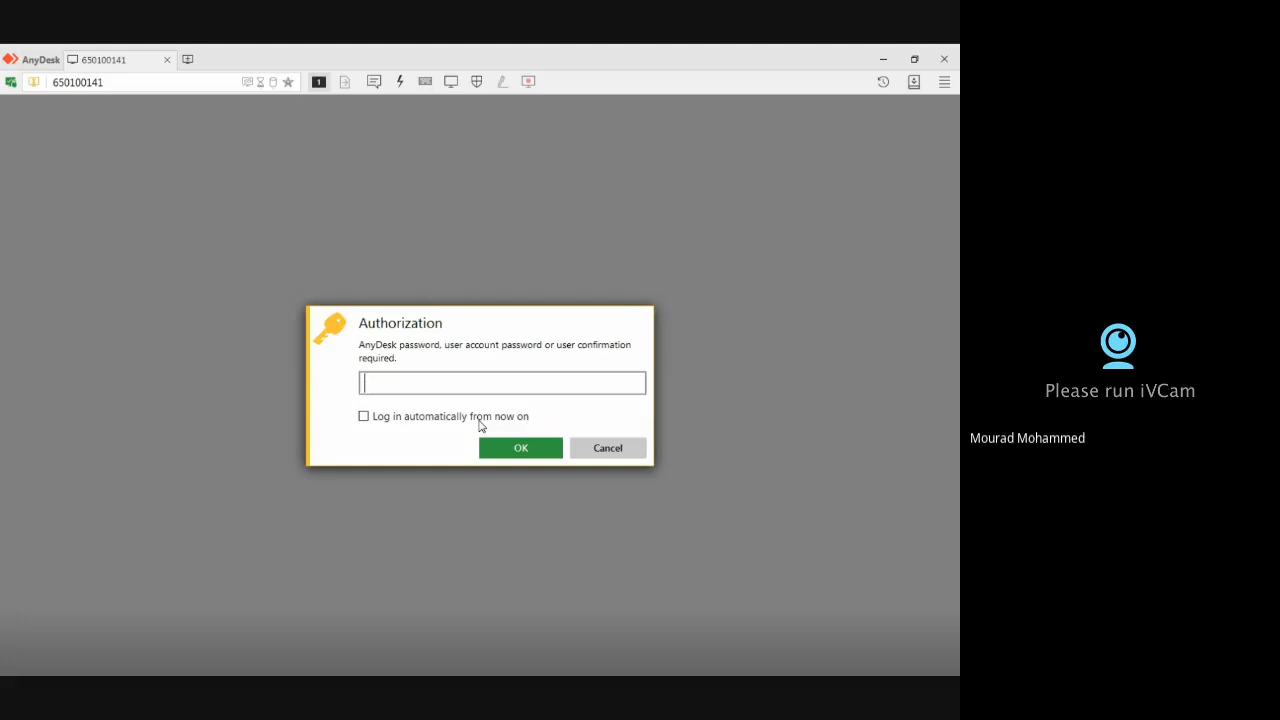 AnyDesk
650100141
650100141
1
Authorization
AnyDesk password, user account password or user confirmation
required.
Log in automatically from now on
OK
Cancel
Please run iVCam
Mourad Mohammed